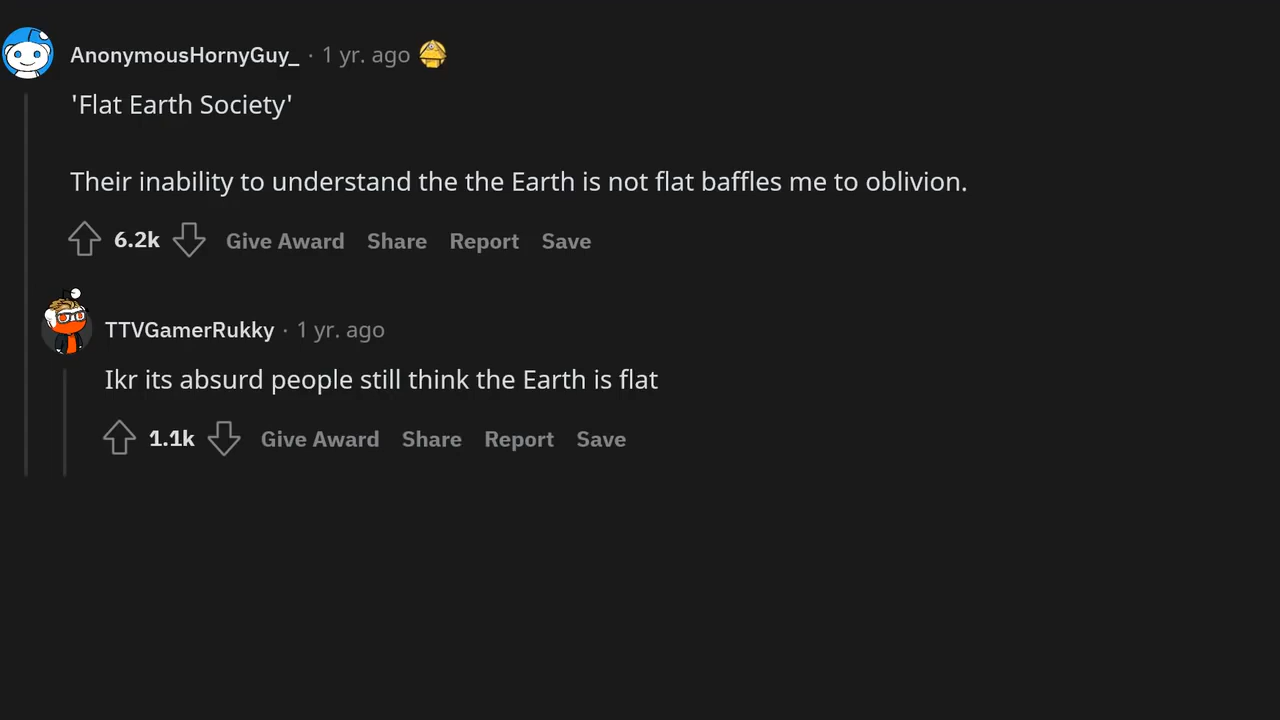 AnonymousHornyGuy_ · 1 yr. ago
'Flat Earth Society'
Their inability to understand the the Earth is not flat baffles me to oblivion.
6.2k Give Award Share Report Save
TTVGamerRukky · 1 yr. ago
Ikr its absurd people still think the Earth is flat
1.1k Give Award Share Report Save